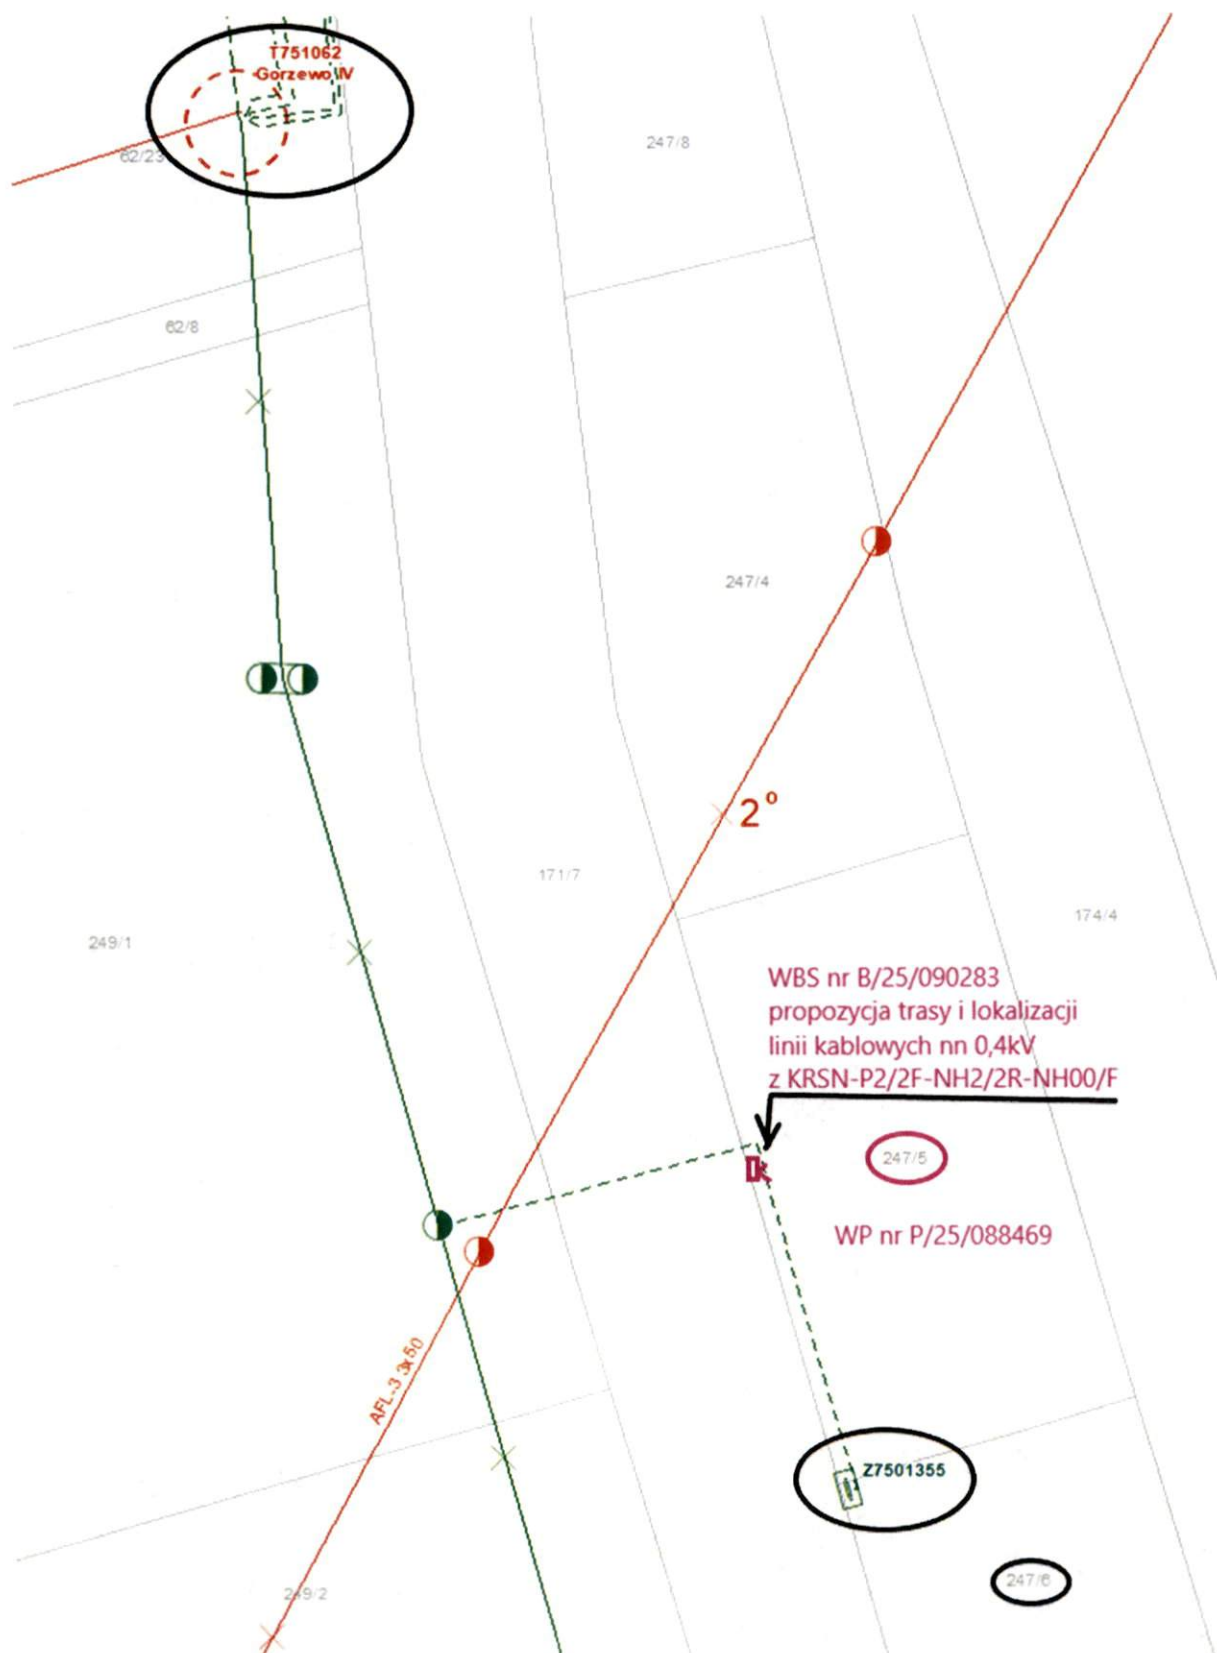 T751062
Gorzewo IV
62/23
247/8
62/8
247/4
2°
171/7
249/1
174/4
WBS nr B/25/090283
propozycja trasy i lokalizacji
linii kablowych nn 0,4kV
z KRSN-P2/2F-NH2/2R-NH00/F
247/5
WP nr P/25/088469
AFL-3 3x50
Z7501355
247/6
249/2